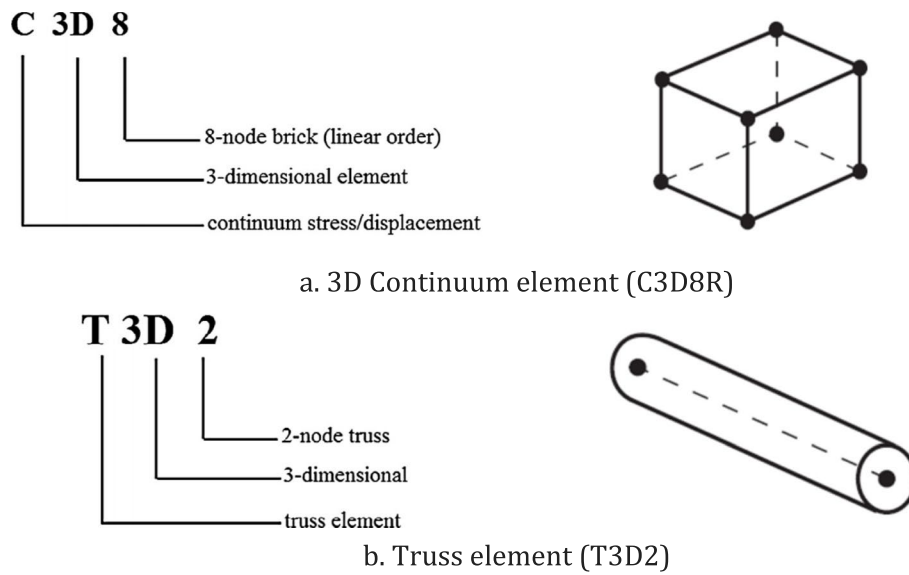 C 3D 8
8-node brick (linear order)
3-dimensional element
continuum stress/displacement
a. 3D Continuum element (C3D8R)
T 3D 2
2-node truss
3-dimensional
truss element
b. Truss element (T3D2)